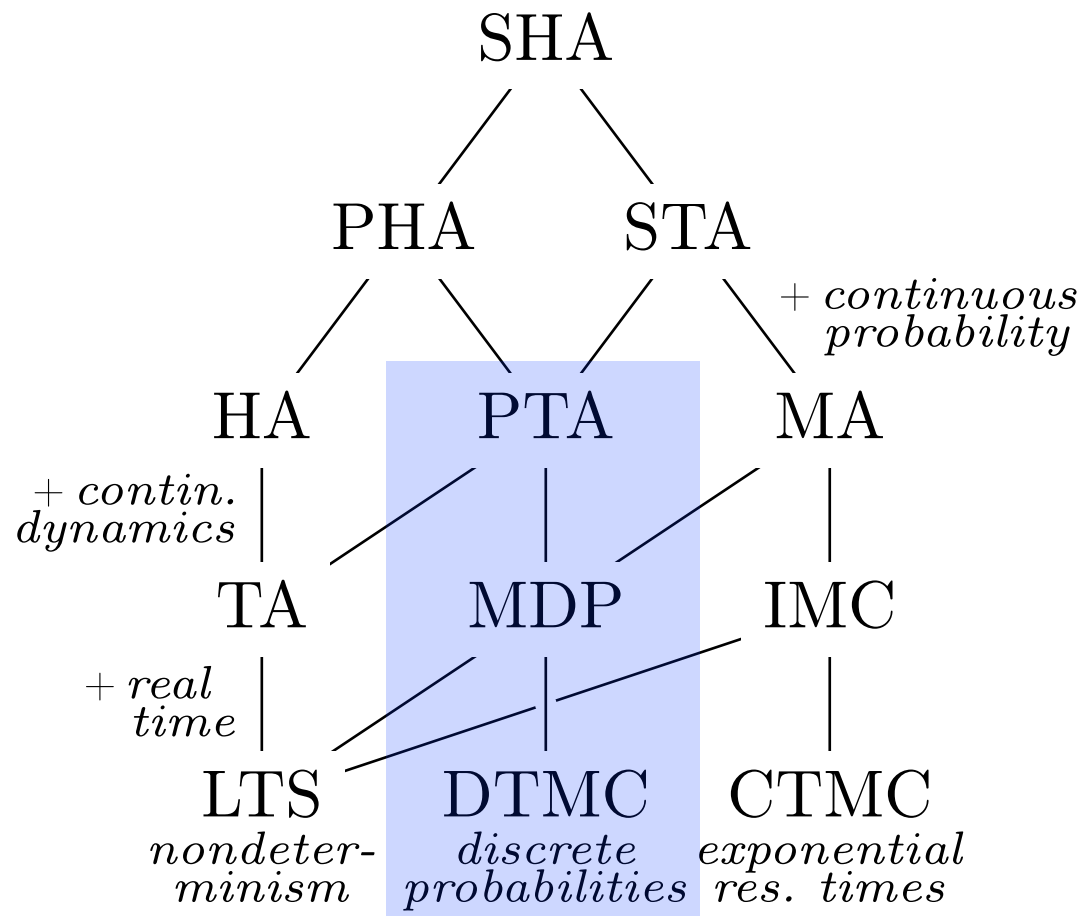 SHA
PHA STA
+ continuous
probability
HA PTA MA
+ contin.
dynamics
TA MDP IMC
+ real
time
LTS DTMC CTMC
nondeter- discrete exponential
minism probabilities res. times